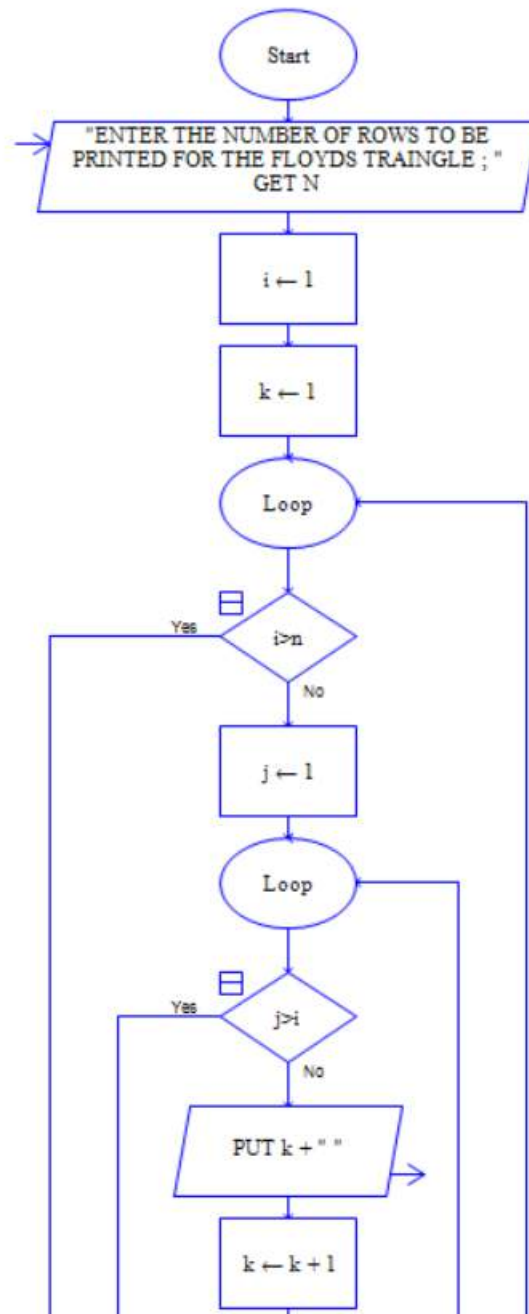 Start
"ENTER THE NUMBER OF ROWS TO BE
PRINTED FOR THE FLOYDS TRAINGLE ; "
GET N
i ← 1
k ← 1
Loop
i>n
Yes
No
j ← 1
Loop
j>i
Yes
No
PUT k + " "
k ← k + 1